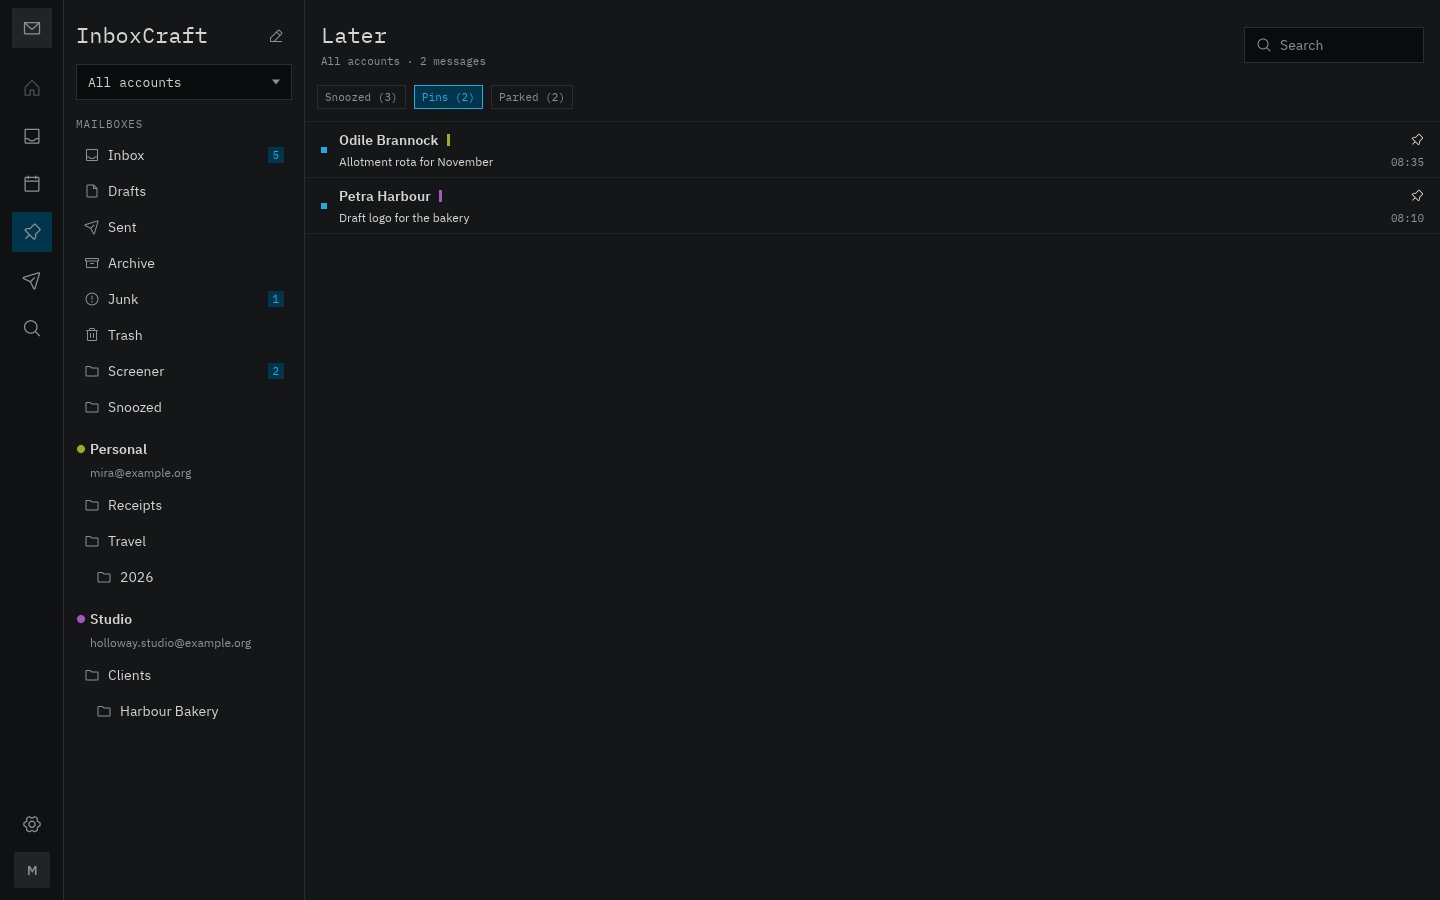 InboxCraft
All accounts
MAILBOXES
Inbox 5
Drafts
Sent
Archive
Junk 1
Trash
Screener 2
Snoozed
Personal
mira@example.org
Receipts
Travel
2026
Studio
holloway.studio@example.org
Clients
Harbour Bakery
M
Later
All accounts · 2 messages
Search
Snoozed (3) Pins (2) Parked (2)
Odile Brannock
Allotment rota for November 08:35
Petra Harbour
Draft logo for the bakery 08:10